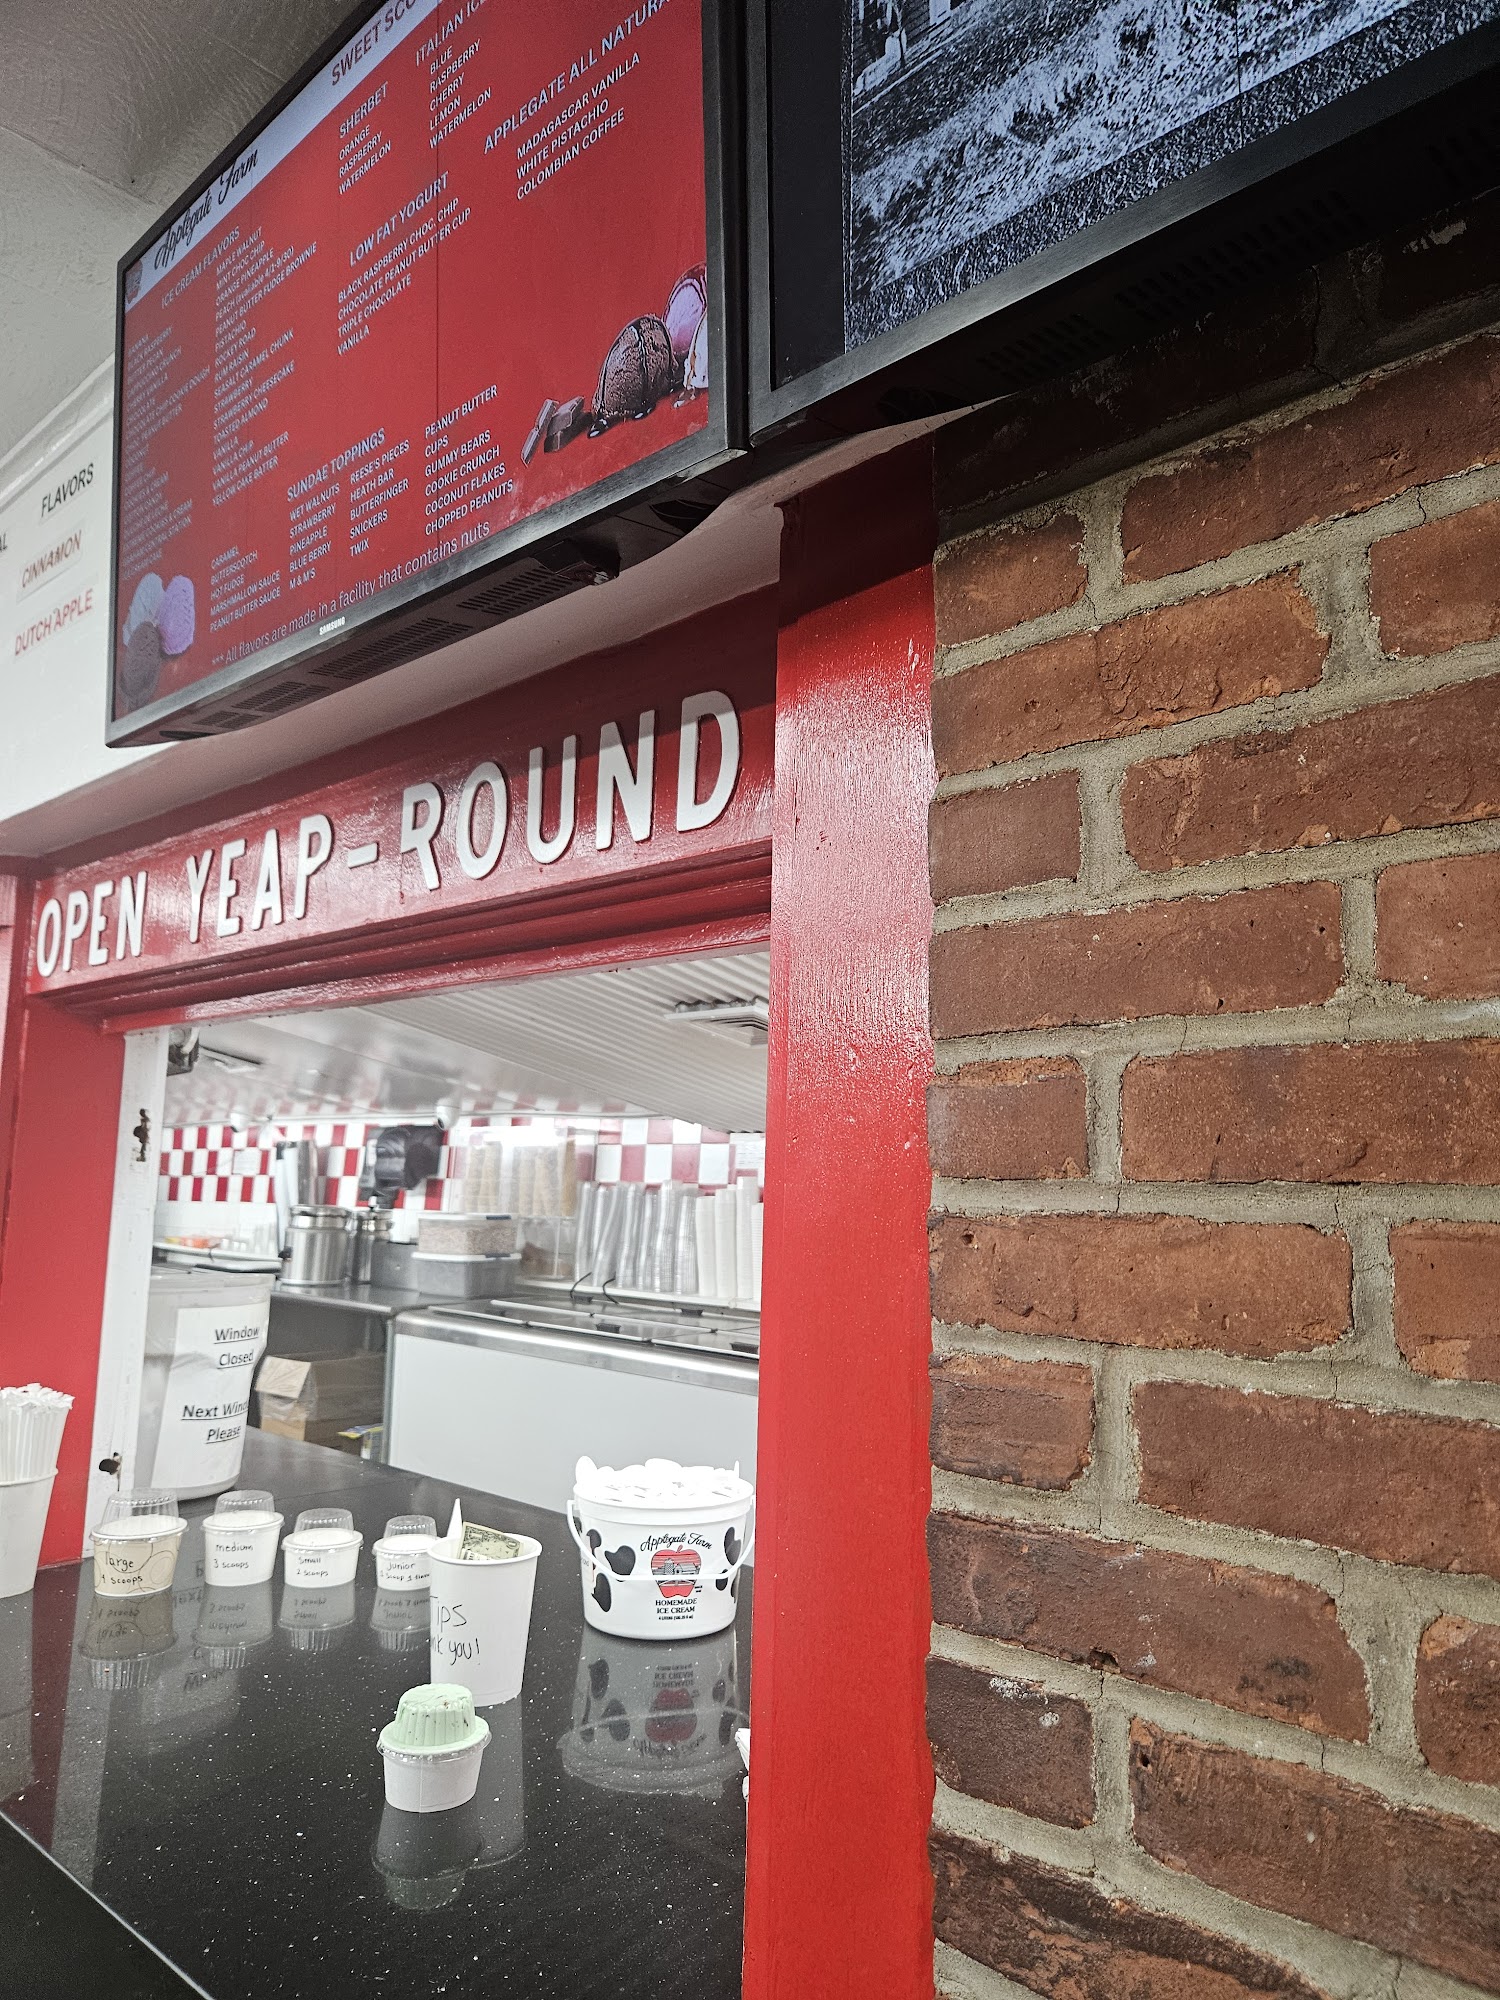 Applegate Farm
SWEET SCO
ICE CREAM FLAVORS
MAPLE WALNUT
MINT CHOC CHIP
ORANGE PINEAPPLE
PEACH
PEANUT BUTTER FUDGE BROWNIE
PISTACHIO
ROCKY ROAD
RUM RAISIN
SEASALT CARAMEL CHUNK
STRAWBERRY
STRAWBERRY CHEESECAKE
TOASTED ALMOND
VANILLA
VANILLA CHIP
VANILLA PEANUT BUTTER
YELLOW CAKE BATTER
SHERBET
ORANGE
RASPBERRY
WATERMELON
ITALIAN ICE
BLUE
RASPBERRY
CHERRY
LEMON
WATERMELON
APPLEGATE ALL NATURA
MADAGASCAR VANILLA
WHITE PISTACHIO
COLOMBIAN COFFEE
LOW FAT YOGURT
BLACK RASPBERRY CHOC. CHIP
CHOCOLATE PEANUT BUTTER CUP
TRIPLE CHOCOLATE
VANILLA
CARAMEL
BUTTERSCOTCH
HOT FUDGE
MARSHMALLOW SAUCE
PEANUT BUTTER SAUCE
SUNDAE TOPPINGS
WET WALNUTS
STRAWBERRY
PINEAPPLE
BLUE BERRY
M & M'S
REESE'S PIECES
HEATH BAR
BUTTERFINGER
SNICKERS
TWIX
PEANUT BUTTER
CUPS
GUMMY BEARS
COOKIE CRUNCH
COCONUT FLAKES
CHOPPED PEANUTS
*** All flavors are made in a facility that contains nuts
SAMSUNG
AL
FLAVORS
CINNAMON
DUTCH APPLE
OPEN YEAP-ROUND
Window
Closed
Next Wind
Please
large
4 scoops
medium
3 scoops
Small
2 scoops
junior
Tips
nk you!
Applegate Farm
HOMEMADE
ICE CREAM